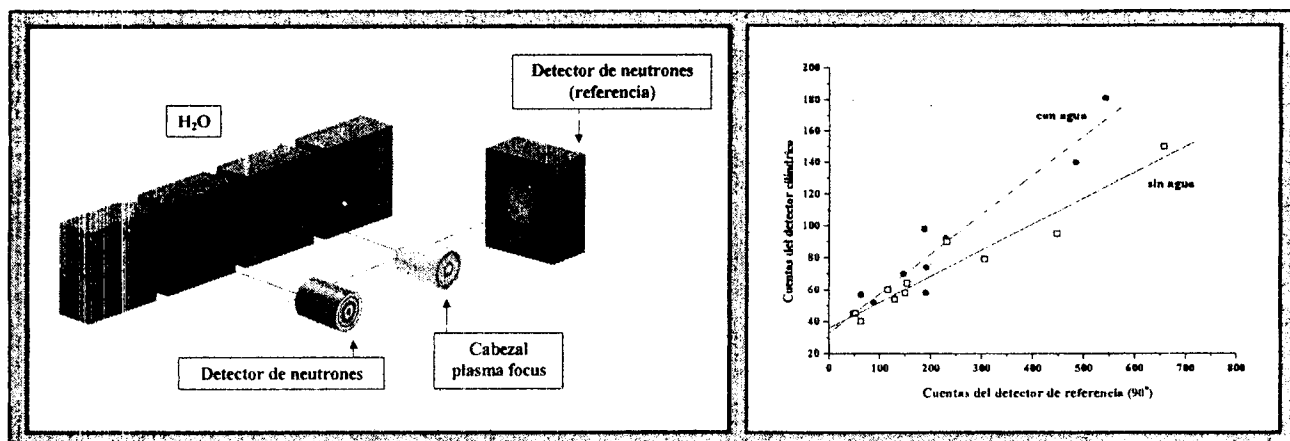 Detector de neutrones
(referencia)
H₂O
Detector de neutrones
Cabezal
plasma focus
Cuentas del detector cilíndrico
200
180
160
140
120
100
80
60
40
20
con agua
sin agua
0
100
200
300
400
500
600
700
800
Cuentas del detector de referencia (90°)